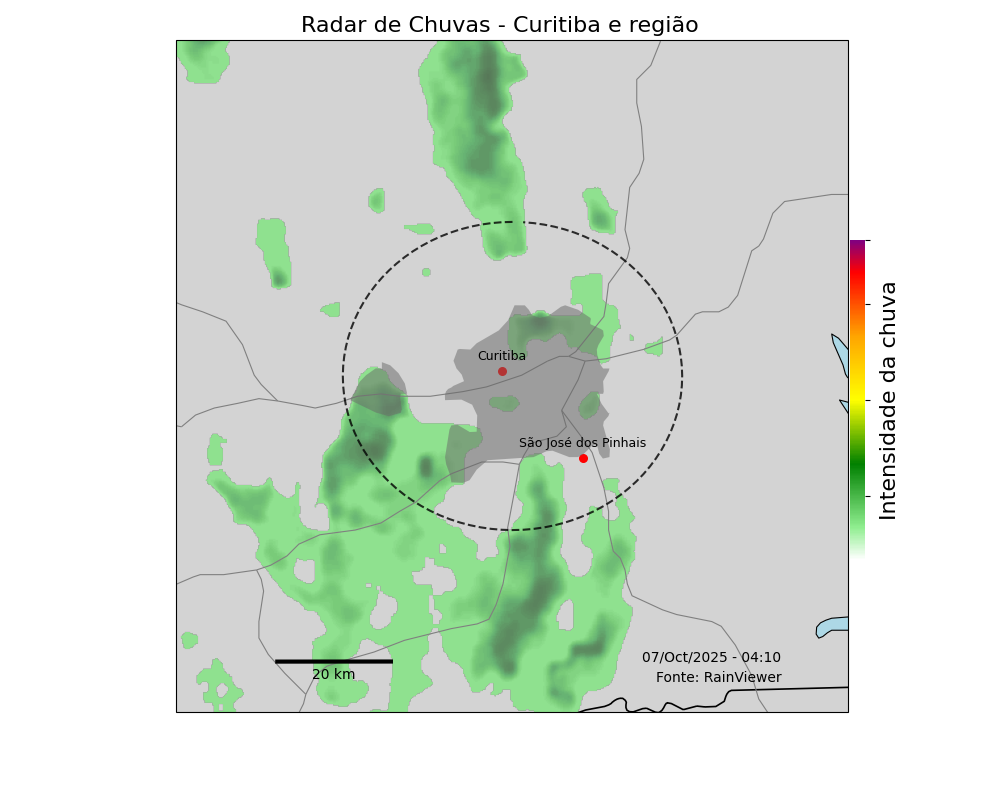 Radar de Chuvas - Curitiba e região
Curitiba
São José dos Pinhais
Intensidade da chuva
07/Oct/2025 - 04:10
Fonte: RainViewer
20 km